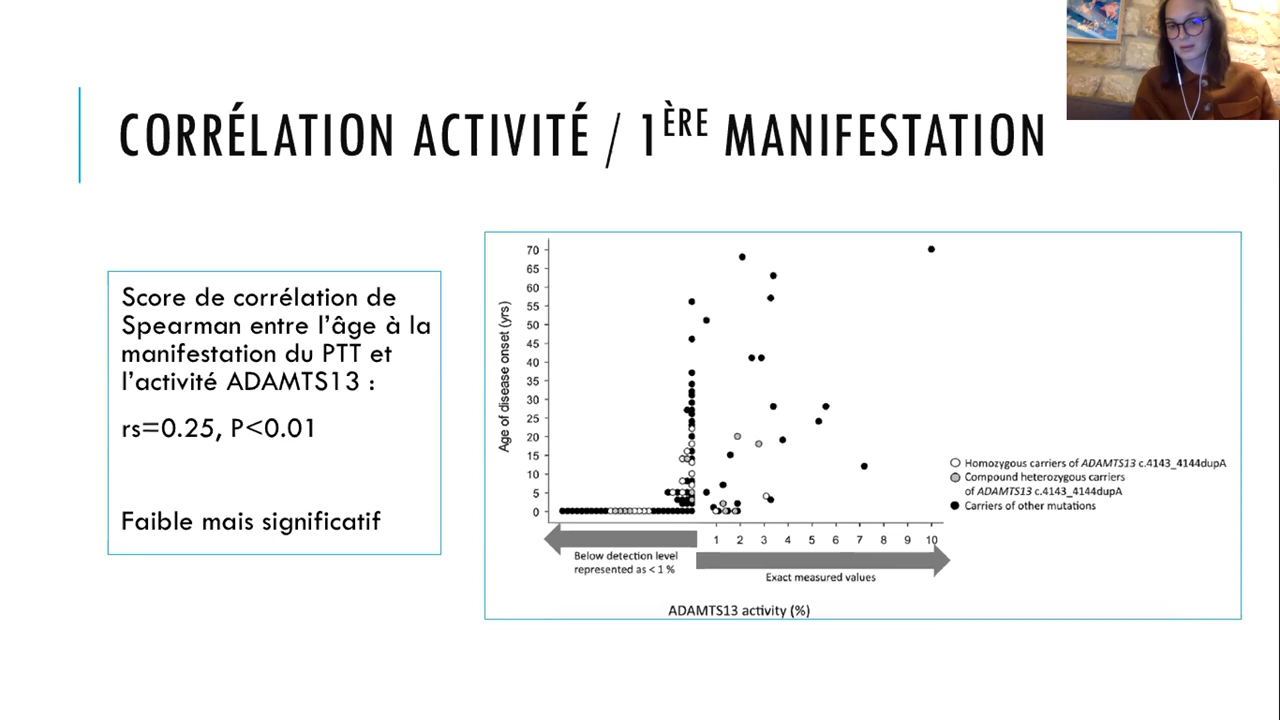 CORRÉLATION ACTIVITÉ / 1ÈRE MANIFESTATION
Score de corrélation de
Spearman entre l’âge à la
manifestation du PTT et
l’activité ADAMTS13 :
rs=0.25, P<0.01
Faible mais significatif
Age of disease onset (yrs)
70
65
60
55
50
45
40
35
30
25
20
15
10
5
0
1 2 3 4 5 6 7 8 9 10
Below detection level
represented as < 1 %
Exact measured values
ADAMTS13 activity (%)
Homozygous carriers of ADAMTS13 c.4143_4144dupA
Compound heterozygous carriers
of ADAMTS13 c.4143_4144dupA
Carriers of other mutations